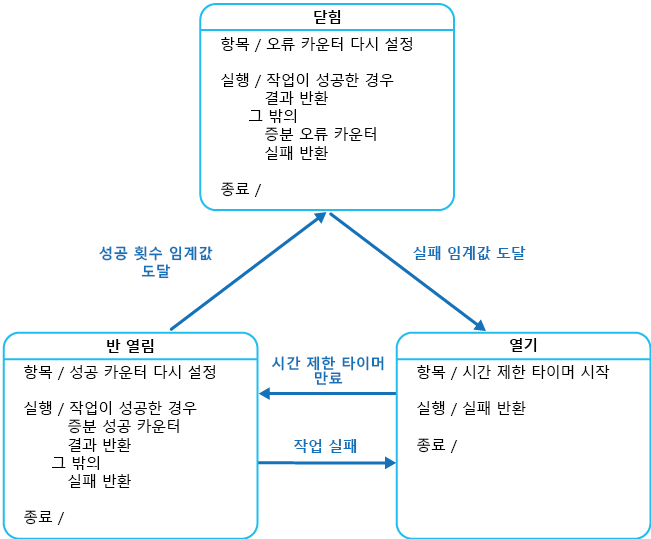 닫힘
항목 / 오류 카운터 다시 설정
실행 / 작업이 성공한 경우
결과 반환
그 밖의
증분 오류 카운터
실패 반환
종료 /
성공 횟수 임계값
도달
실패 임계값 도달
반 열림
항목 / 성공 카운터 다시 설정
실행 / 작업이 성공한 경우
증분 성공 카운터
결과 반환
그 밖의
실패 반환
종료 /
시간 제한 타이머
만료
작업 실패
열기
항목 / 시간 제한 타이머 시작
실행 / 실패 반환
종료 /